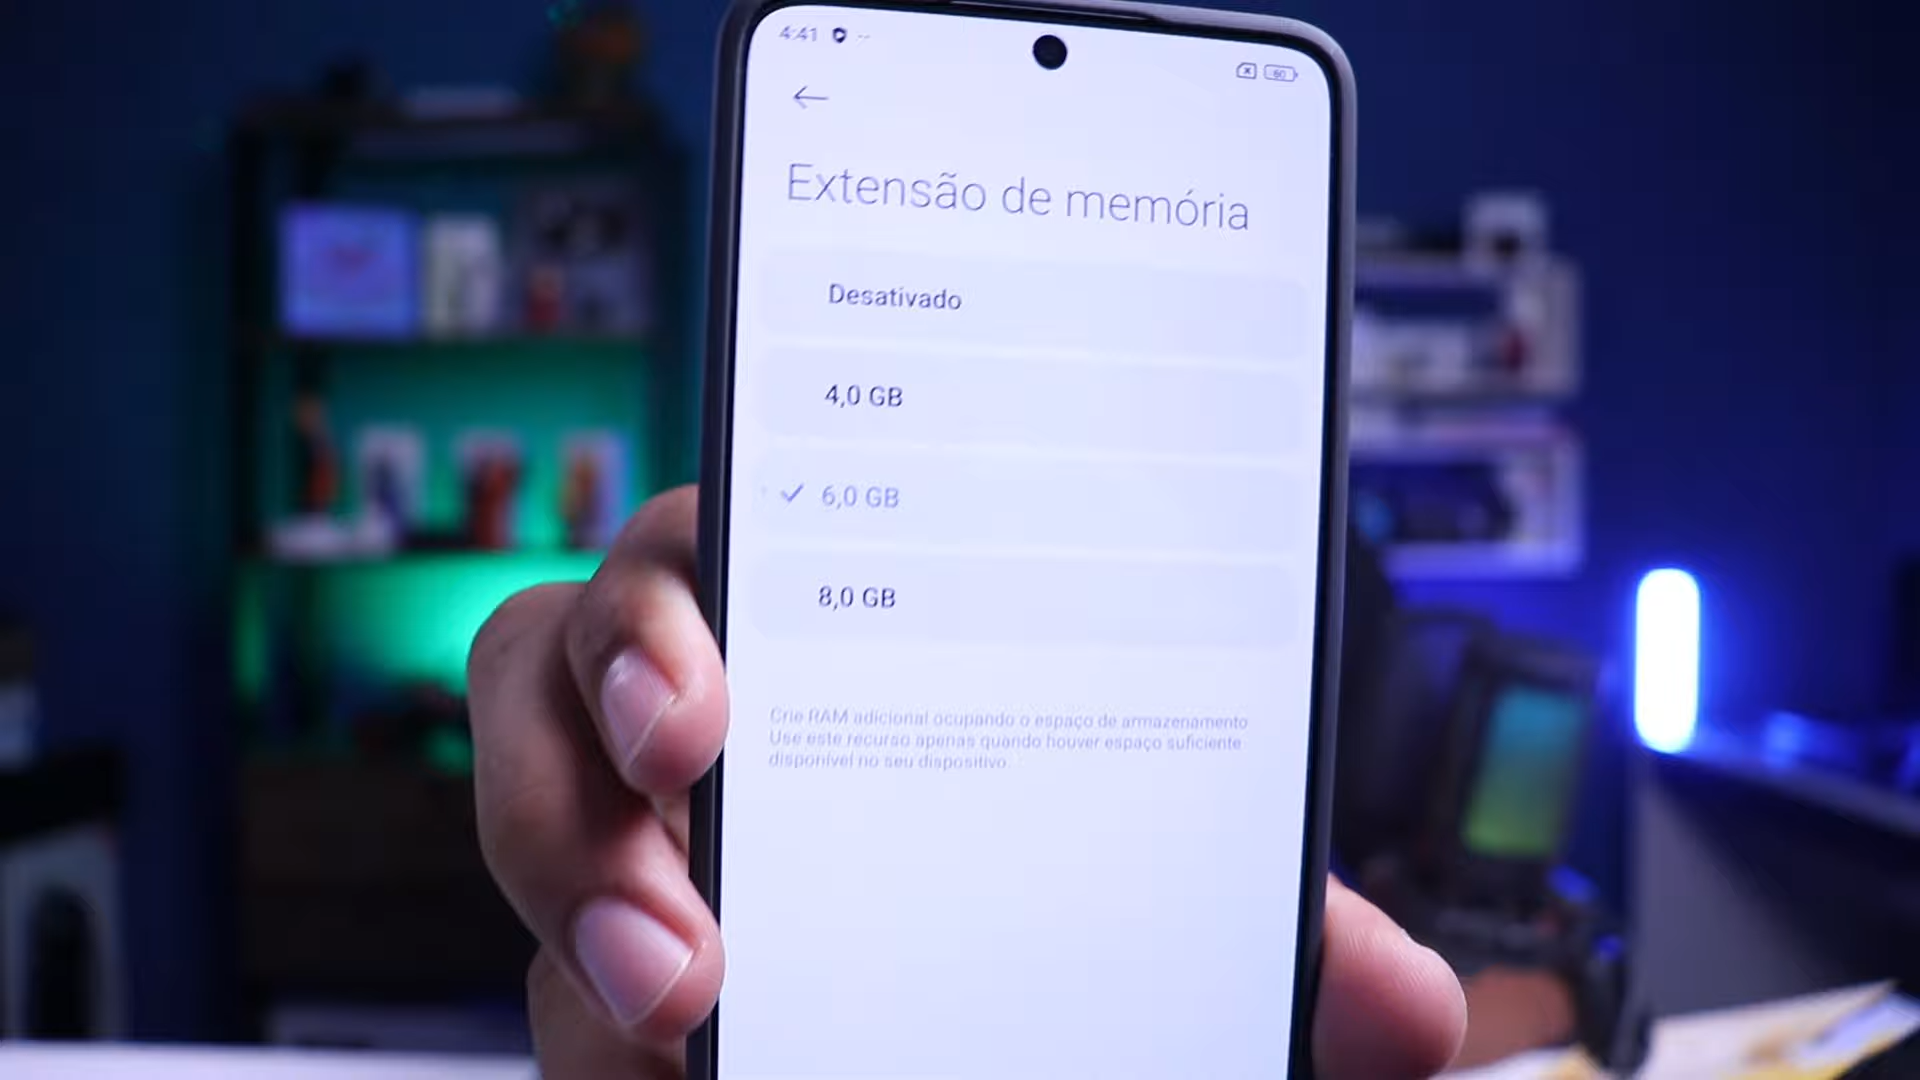 4:41
60
Extensão de memória
Desativado
4,0 GB
6,0 GB
8,0 GB
Crie RAM adicional ocupando o espaço de armazenamento
Use este recurso apenas quando houver espaço suficiente
disponível no seu dispositivo.